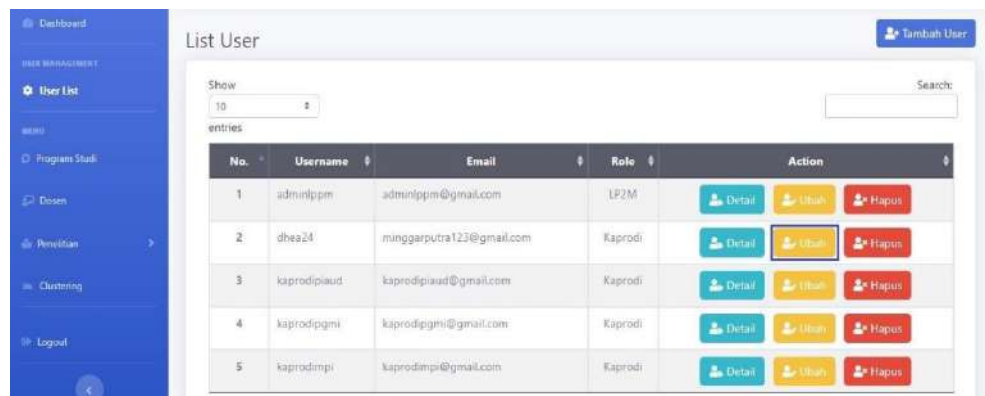 Dashboard
USER MANAGEMENT
User List
MENU
Program Studi
Dosen
Penelitian
Clustering
Logout
List User
Tambah User
Show
10
entries
Search:
No. Username Email Role Action
1 adminlppm adminlppm@gmail.com LP2M Detail Ubah Hapus
2 dhea24 minggarputra123@gmail.com Kaprodi Detail Ubah Hapus
3 kaprodipiaud kaprodipiaud@gmail.com Kaprodi Detail Ubah Hapus
4 kaprodipgmi kaprodipgmi@gmail.com Kaprodi Detail Ubah Hapus
5 kaprodimpi kaprodimpi@gmail.com Kaprodi Detail Ubah Hapus